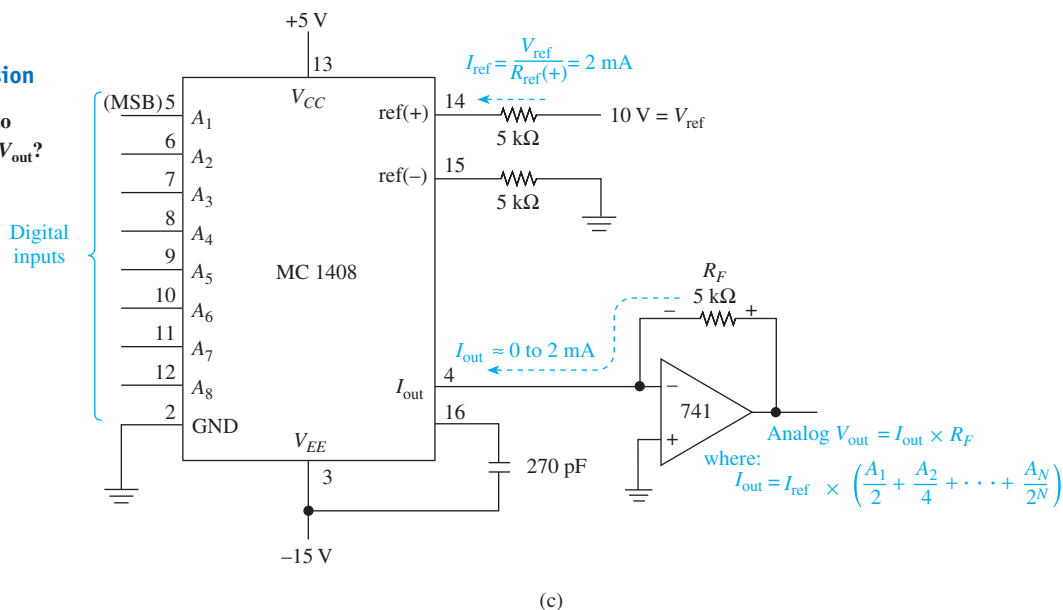 sion
to
V_out?
+5 V
13
V_CC
I_ref = V_ref / R_ref(+) = 2 mA
(MSB) 5
A_1
ref(+)
14
5 kΩ
10 V = V_ref
6
A_2
7
A_3
ref(–)
15
5 kΩ
8
A_4
Digital
inputs
9
A_5
MC 1408
10
A_6
R_F
5 kΩ
– +
11
A_7
I_out ≈ 0 to 2 mA
12
A_8
I_out
4
–
741
+
2
GND
16
V_EE
3
270 pF
Analog V_out = I_out × R_F
where:
I_out = I_ref × (A_1/2 + A_2/4 + · · · + A_N/2^N)
–15 V
(c)